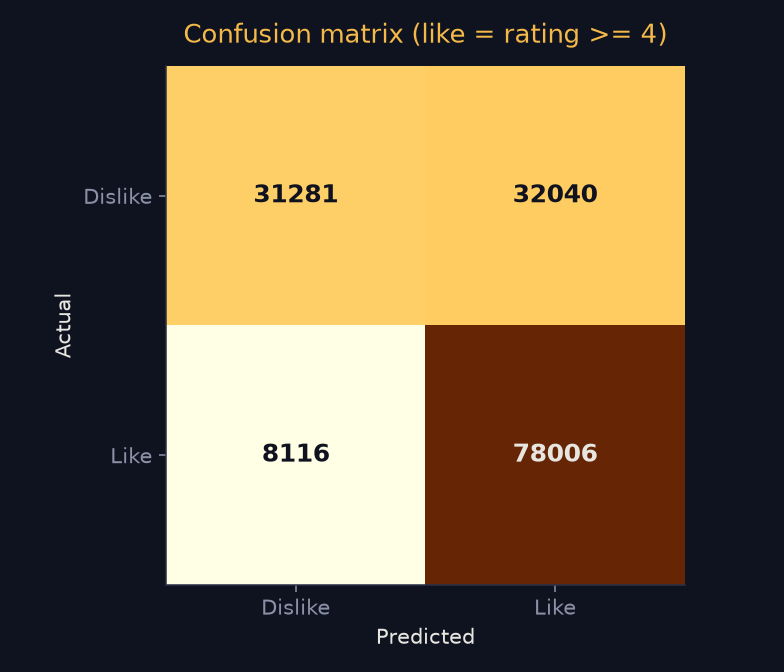 Confusion matrix (like = rating >= 4)
Dislike
31281
32040
Actual
Like
8116
78006
Dislike
Like
Predicted